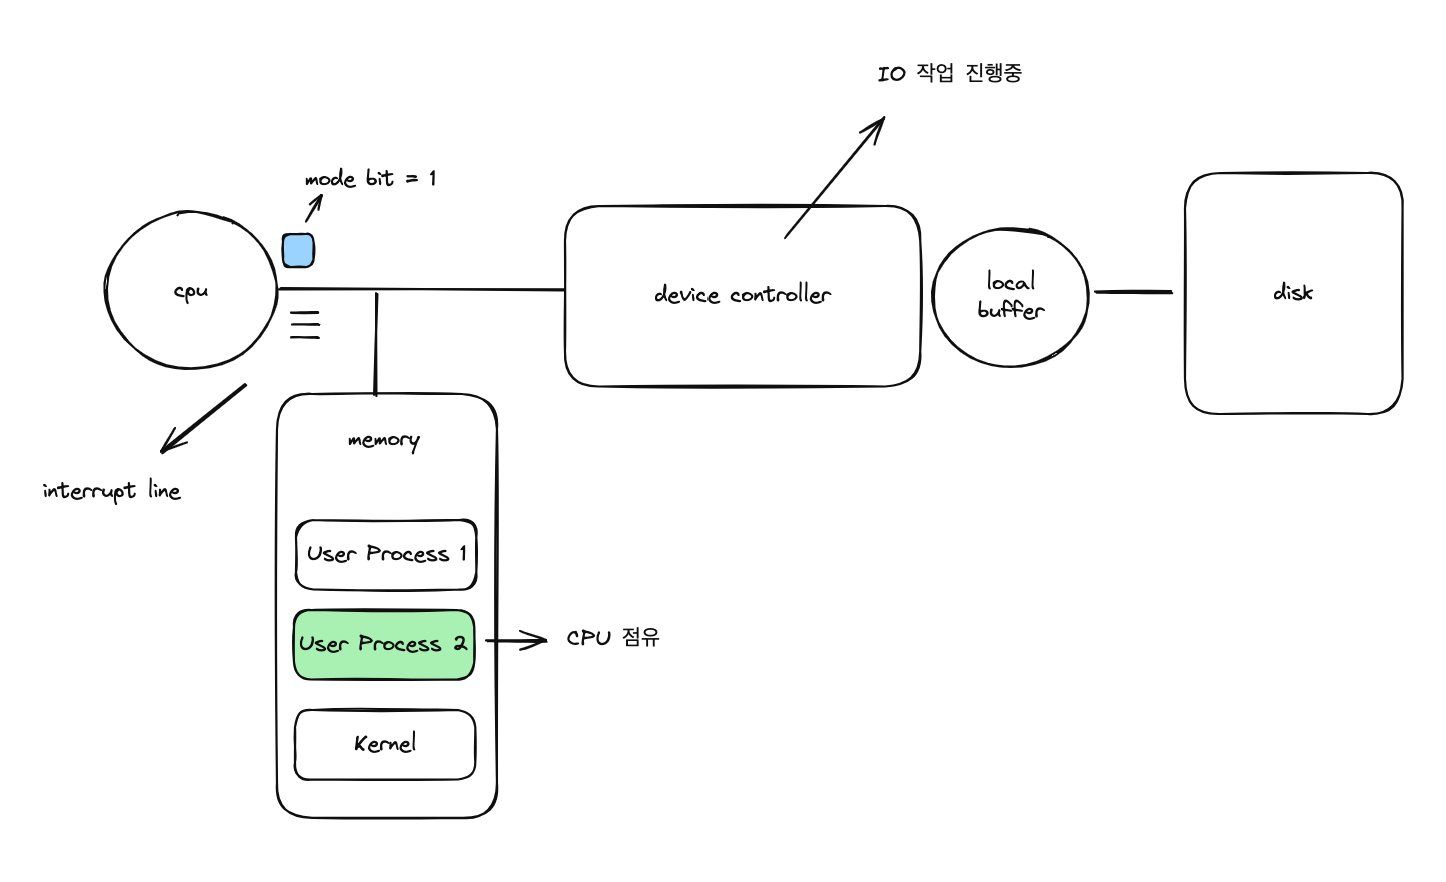 IO 작업 진행중
mode bit = 1
cpu
device controller
local
buffer
disk
interrupt line
memory
User Process 1
User Process 2
CPU 점유
Kernel